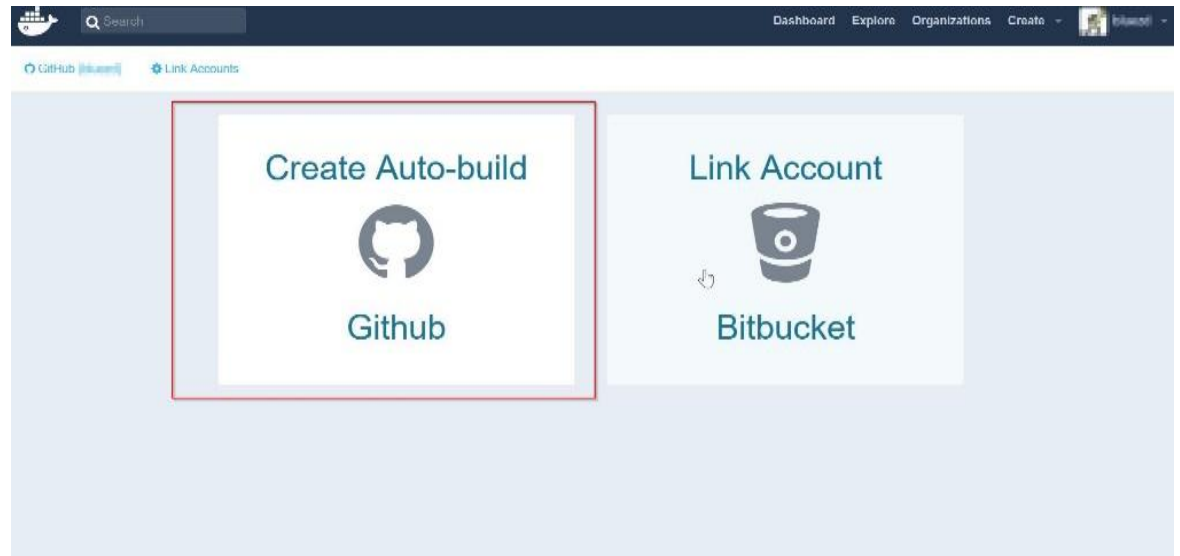 Search
Dashboard Explore Organizations Create
GitHub
Link Accounts
Create Auto-build
Github
Link Account
Bitbucket